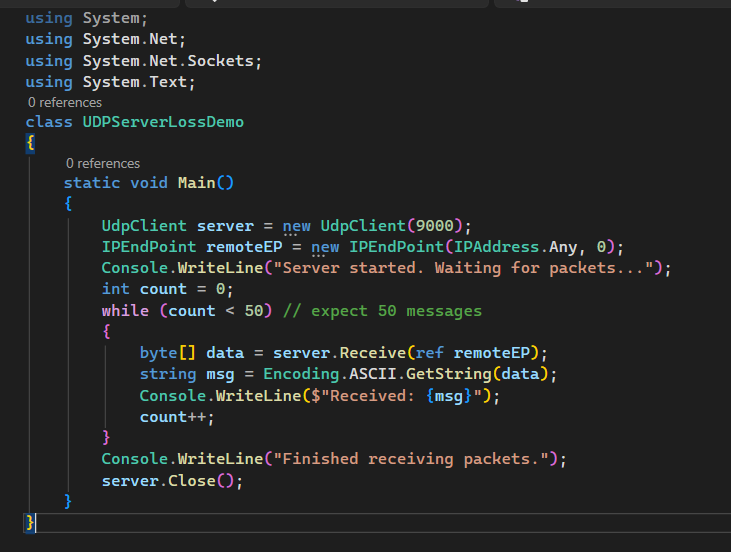 using System;
using System.Net;
using System.Net.Sockets;
using System.Text;
0 references
class UDPServerLossDemo
{
0 references
static void Main()
{
UdpClient server = new UdpClient(9000);
IPEndPoint remoteEP = new IPEndPoint(IPAddress.Any, 0);
Console.WriteLine("Server started. Waiting for packets...");
int count = 0;
while (count < 50) // expect 50 messages
{
byte[] data = server.Receive(ref remoteEP);
string msg = Encoding.ASCII.GetString(data);
Console.WriteLine($"Received: {msg}");
count++;
}
Console.WriteLine("Finished receiving packets.");
server.Close();
}
}